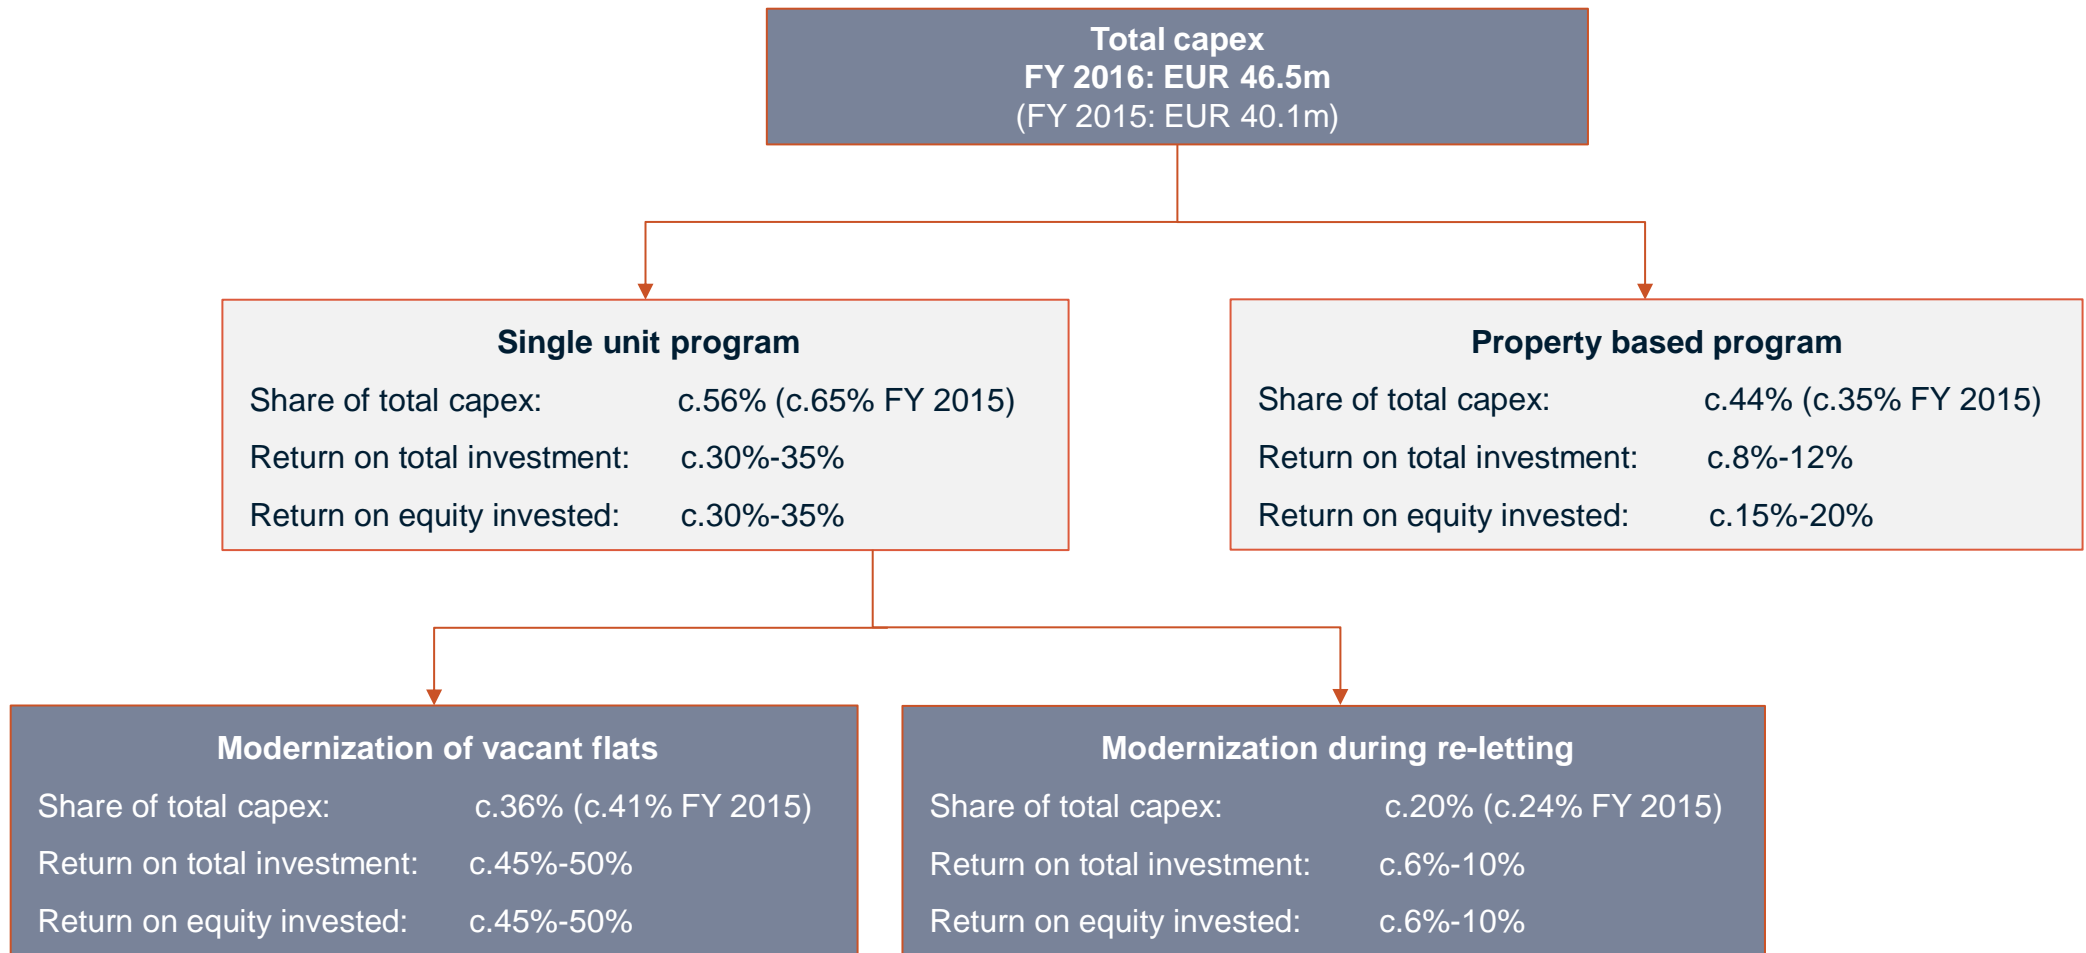 Total capex
FY 2016: EUR 46.5m
(FY 2015: EUR 40.1m)
Single unit program
Share of total capex: c.56% (c.65% FY 2015)
Return on total investment: c.30%-35%
Return on equity invested: c.30%-35%
Property based program
Share of total capex: c.44% (c.35% FY 2015)
Return on total investment: c.8%-12%
Return on equity invested: c.15%-20%
Modernization of vacant flats
Share of total capex: c.36% (c.41% FY 2015)
Return on total investment: c.45%-50%
Return on equity invested: c.45%-50%
Modernization during re-letting
Share of total capex: c.20% (c.24% FY 2015)
Return on total investment: c.6%-10%
Return on equity invested: c.6%-10%